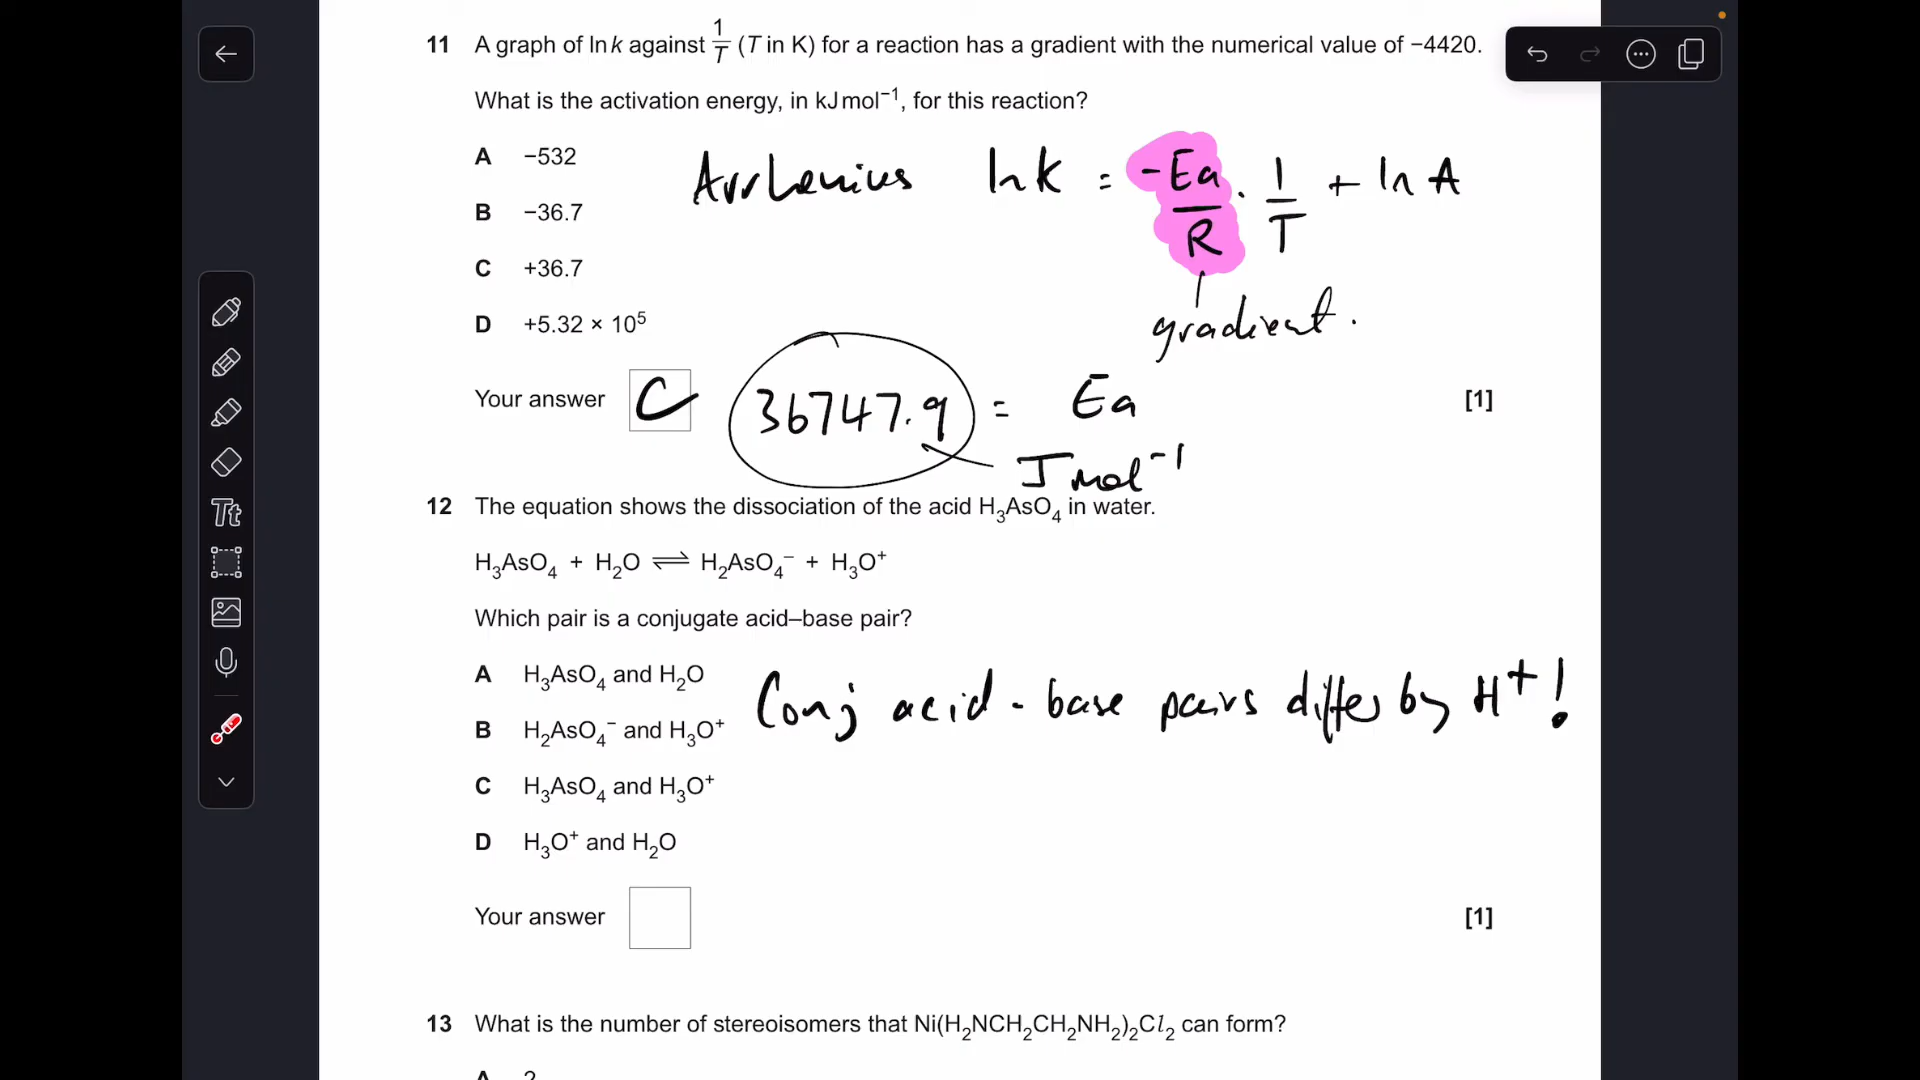 11 A graph of ln k against 1/T (T in K) for a reaction has a gradient with the numerical value of −4420.
What is the activation energy, in kJ mol⁻¹, for this reaction?
A −532
Arrhenius ln k = -Ea/R . 1/T + ln A
B −36.7
C +36.7
gradient.
D +5.32 × 10⁵
Your answer C 36747.9 = Ea [1]
J mol⁻¹
12 The equation shows the dissociation of the acid H₃AsO₄ in water.
H₃AsO₄ + H₂O ⇌ H₂AsO₄⁻ + H₃O⁺
Which pair is a conjugate acid–base pair?
A H₃AsO₄ and H₂O
Conj acid - base pairs differ by H⁺!
B H₂AsO₄⁻ and H₃O⁺
C H₃AsO₄ and H₃O⁺
D H₃O⁺ and H₂O
Your answer [1]
13 What is the number of stereoisomers that Ni(H₂NCH₂CH₂NH₂)₂Cl₂ can form?
A 2
Tt